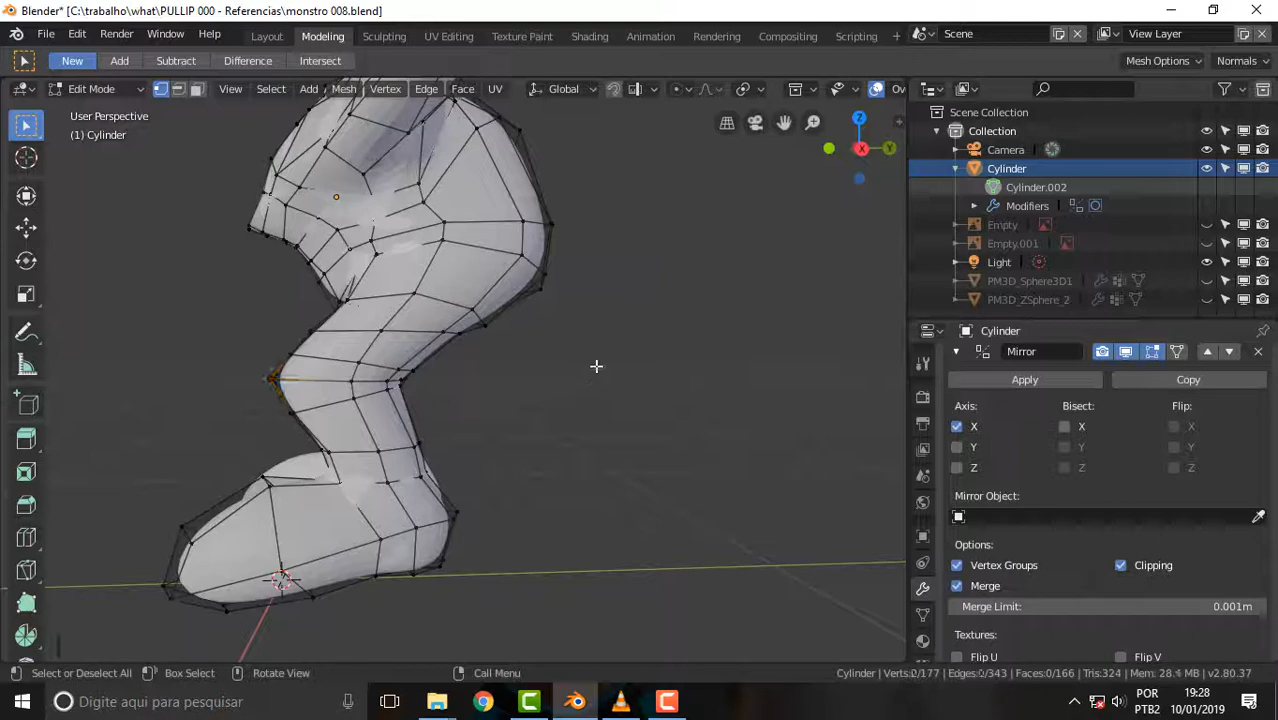 Blender* [C:\trabalho\what\PULLIP 000 - Referencias\monstro 008.blend]
File Edit Render Window Help Layout Modeling Sculpting UV Editing Texture Paint Shading Animation Rendering Compositing Scripting + Scene View Layer
New Add Subtract Difference Intersect Mesh Options Normals
Edit Mode View Select Add Mesh Vertex Edge Face UV Global Ov
User Perspective
(1) Cylinder
Z
X
Y
Scene Collection
Collection
Camera
Cylinder
Cylinder.002
Modifiers
Empty
Empty.001
Light
PM3D_Sphere3D1
PM3D_ZSphere_2
Cylinder
Mirror
Apply Copy
Axis: Bisect: Flip:
X X X
Y Y Y
Z Z Z
Mirror Object:
Options:
Vertex Groups Clipping
Merge
Merge Limit: 0.001m
Textures:
Flip U Flip V
Select or Deselect All Box Select Rotate View Call Menu Cylinder | Verts:0/177 | Edges:0/343 | Faces:0/166 | Tris:324 | Mem: 28.4 MB | v2.80.37
Digite aqui para pesquisar
POR
PTB2
19:28
10/01/2019